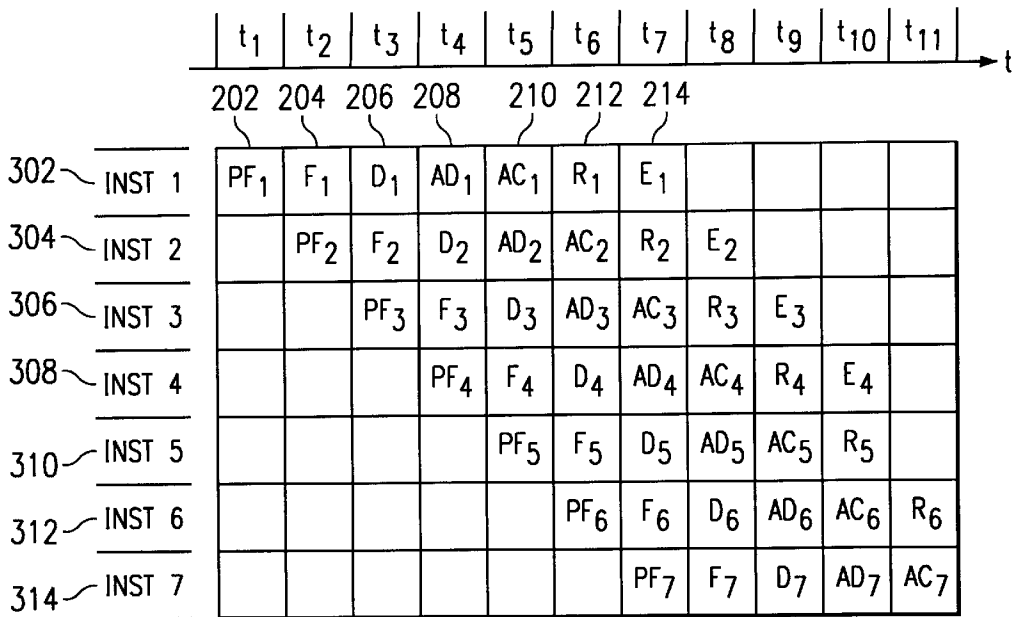 t1 t2 t3 t4 t5 t6 t7 t8 t9 t10 t11
t
202 204 206 208 210 212 214
302 INST 1 PF1 F1 D1 AD1 AC1 R1 E1
304 INST 2 PF2 F2 D2 AD2 AC2 R2 E2
306 INST 3 PF3 F3 D3 AD3 AC3 R3 E3
308 INST 4 PF4 F4 D4 AD4 AC4 R4 E4
310 INST 5 PF5 F5 D5 AD5 AC5 R5
312 INST 6 PF6 F6 D6 AD6 AC6 R6
314 INST 7 PF7 F7 D7 AD7 AC7